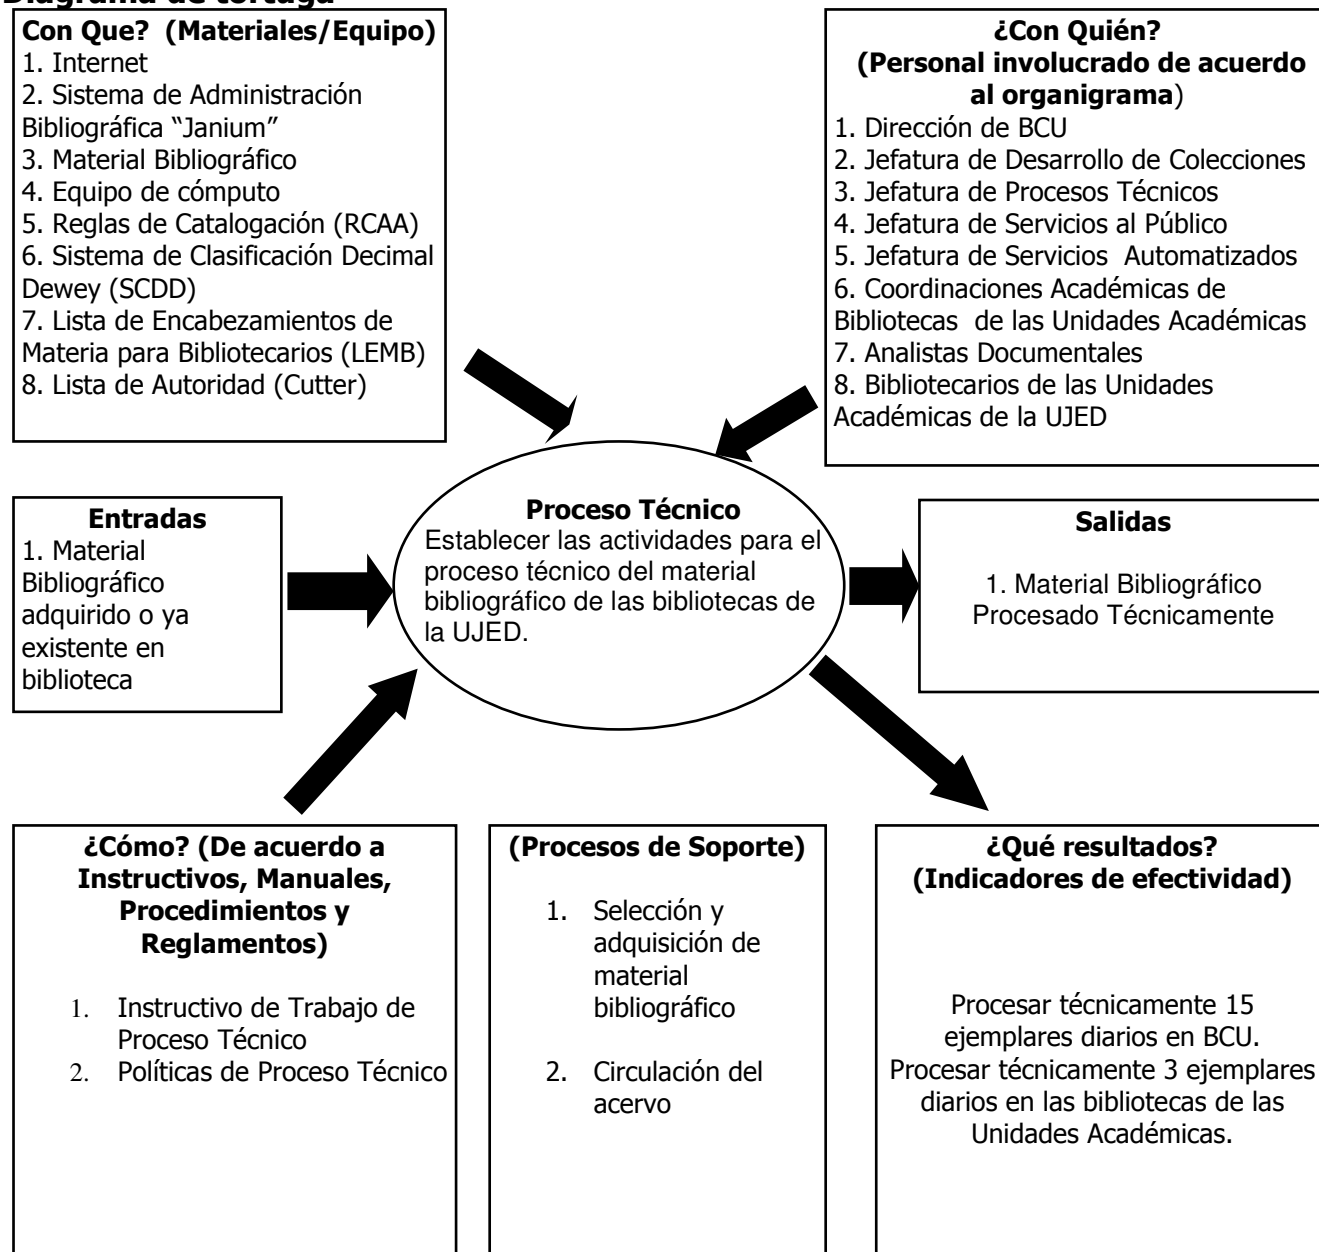 Diagrama de tortuga
Con Que?  (Materiales/Equipo)
1. Internet
2. Sistema de Administración
Bibliográfica “Janium”
3. Material Bibliográfico
4. Equipo de cómputo
5. Reglas de Catalogación (RCAA)
6. Sistema de Clasificación Decimal
Dewey (SCDD)
7. Lista de Encabezamientos de
Materia para Bibliotecarios (LEMB)
8. Lista de Autoridad (Cutter)
¿Con Quién?
(Personal involucrado de acuerdo
al organigrama)
1. Dirección de BCU
2. Jefatura de Desarrollo de Colecciones
3. Jefatura de Procesos Técnicos
4. Jefatura de Servicios al Público
5. Jefatura de Servicios  Automatizados
6. Coordinaciones Académicas de
Bibliotecas  de las Unidades Académicas
7. Analistas Documentales
8. Bibliotecarios de las Unidades
Académicas de la UJED
Entradas
1. Material
Bibliográfico
adquirido o ya
existente en
biblioteca
Proceso Técnico
Establecer las actividades para el
proceso técnico del material
bibliográfico de las bibliotecas de
la UJED.
Salidas
1. Material Bibliográfico
Procesado Técnicamente
¿Cómo? (De acuerdo a
Instructivos, Manuales,
Procedimientos y
Reglamentos)
1. Instructivo de Trabajo de
Proceso Técnico
2. Políticas de Proceso Técnico
(Procesos de Soporte)
1. Selección y
adquisición de
material
bibliográfico
2. Circulación del
acervo
¿Qué resultados?
(Indicadores de efectividad)
Procesar técnicamente 15
ejemplares diarios en BCU.
Procesar técnicamente 3 ejemplares
diarios en las bibliotecas de las
Unidades Académicas.